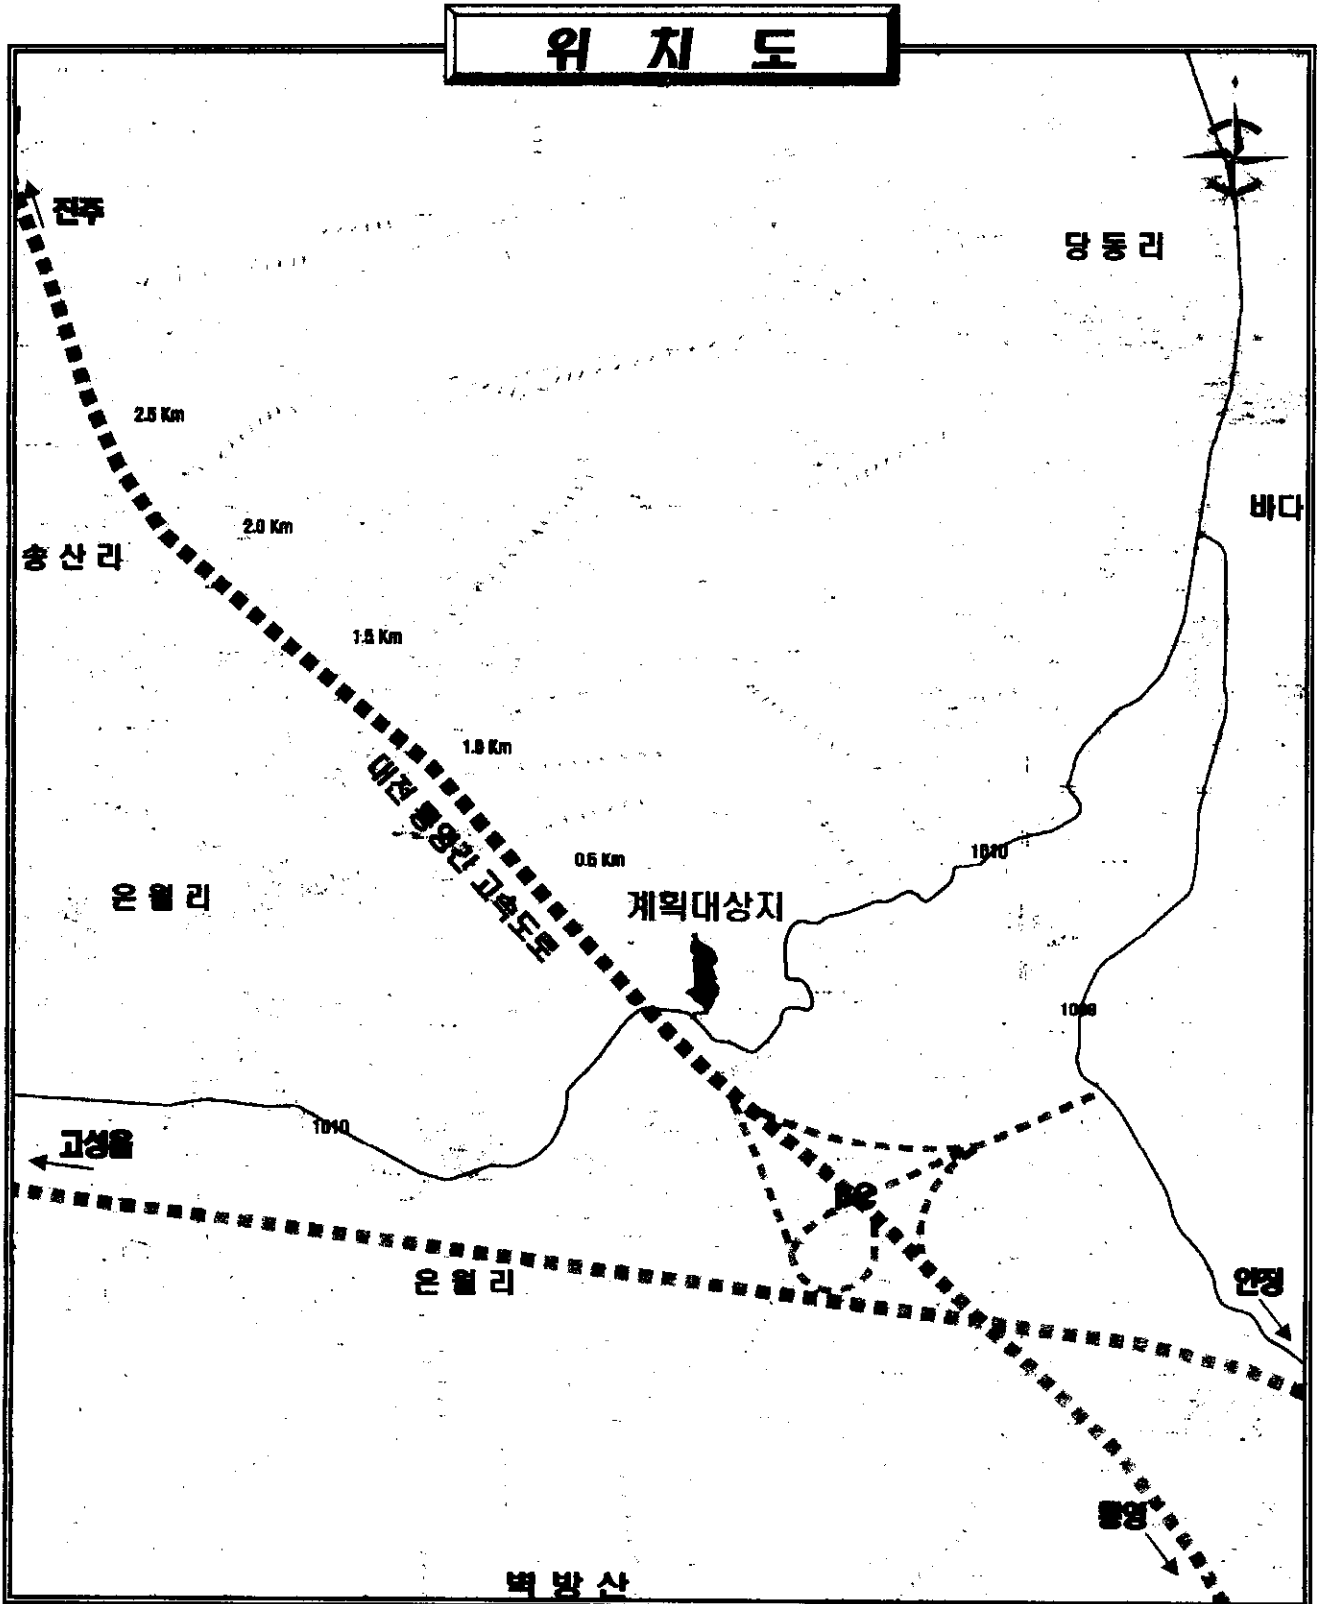 위 치 도
진주
당 동 리
2.5 Km
바다
2.0 Km
송 산 리
1.5 Km
1.0 Km
대전 통영간 고속도로
1010
0.5 Km
은 월 리
계획대상지
1009
1010
고성읍
은 월 리
안정
통영
벽 방 산